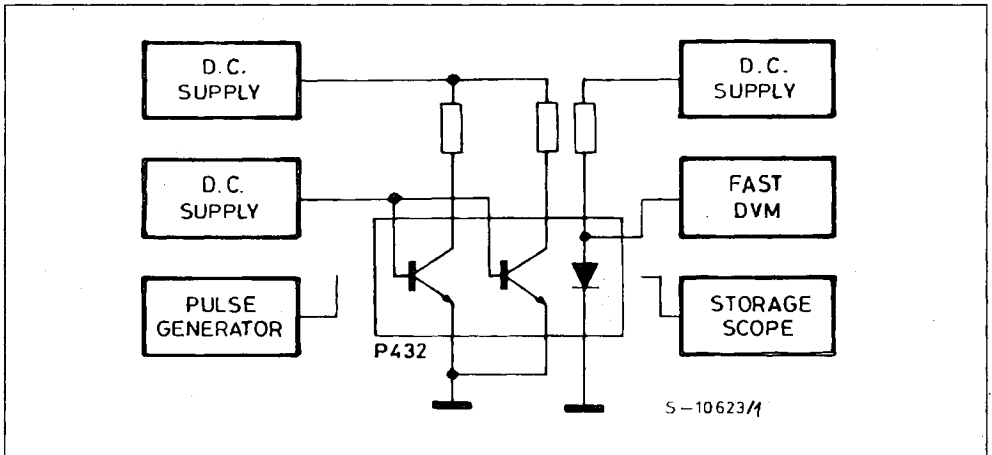 D.C.
SUPPLY
D.C.
SUPPLY
D.C.
SUPPLY
FAST
DVM
PULSE
GENERATOR
STORAGE
SCOPE
P432
S-10623/1